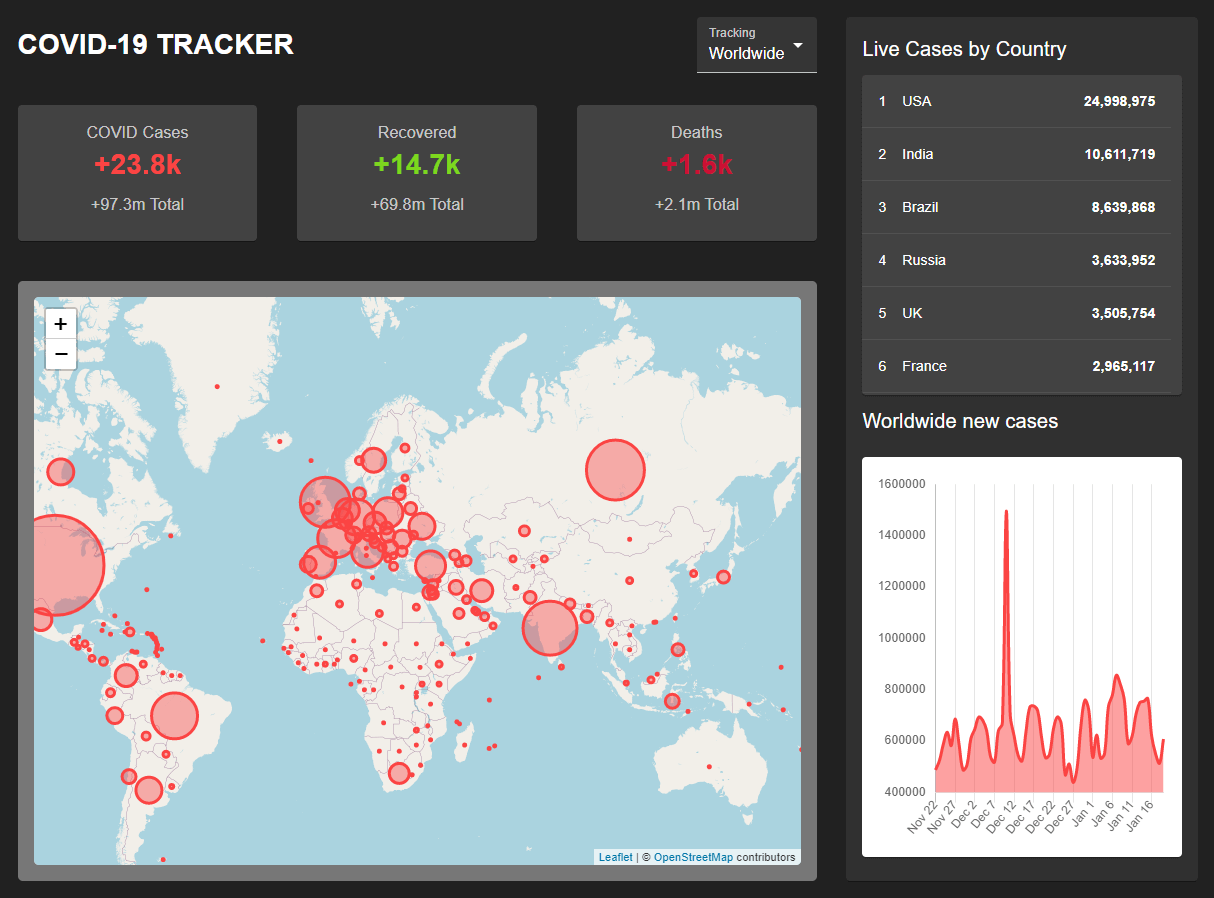 COVID-19 TRACKER
Tracking
Worldwide
COVID Cases
+23.8k
+97.3m Total
Recovered
+14.7k
+69.8m Total
Deaths
+1.6k
+2.1m Total
+
−
Leaflet | © OpenStreetMap contributors
Live Cases by Country
1 USA 24,998,975
2 India 10,611,719
3 Brazil 8,639,868
4 Russia 3,633,952
5 UK 3,505,754
6 France 2,965,117
Worldwide new cases
1600000
1400000
1200000
1000000
800000
600000
400000
Nov 22
Nov 27
Dec 2
Dec 7
Dec 12
Dec 17
Dec 22
Dec 27
Jan 1
Jan 6
Jan 11
Jan 16